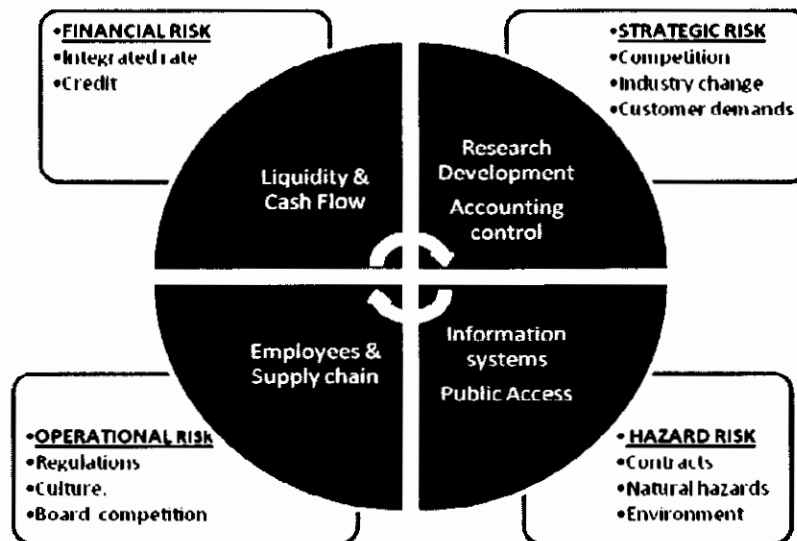 •FINANCIAL RISK
•Integrated rate
•Credit
•STRATEGIC RISK
•Competition
•Industry change
•Customer demands
Liquidity &
Cash Flow
Research
Development
Accounting
control
Employees &
Supply chain
Information
systems
Public Access
•OPERATIONAL RISK
•Regulations
•Culture.
•Board competition
•HAZARD RISK
•Contracts
•Natural hazards
•Environment